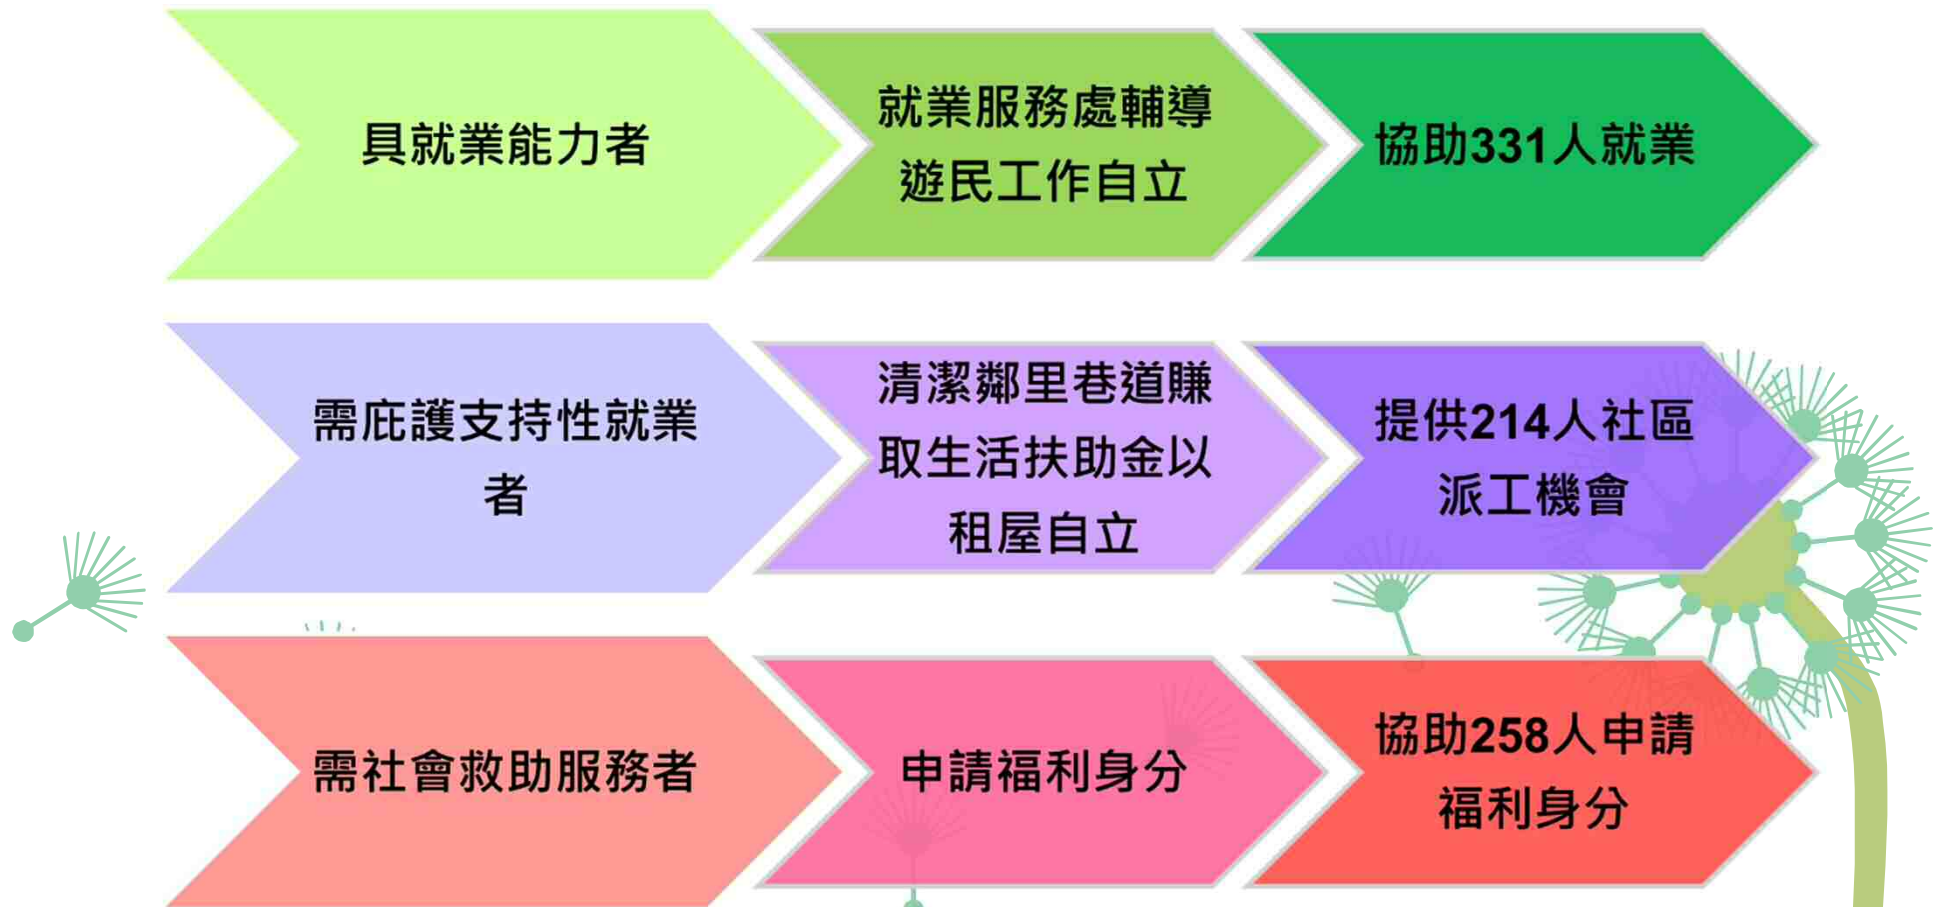 具就業能力者
就業服務處輔導
遊民工作自立
協助331人就業
需庇護支持性就業
者
清潔鄰里巷道賺
取生活扶助金以
租屋自立
提供214人社區
派工機會
需社會救助服務者
申請福利身分
協助258人申請
福利身分